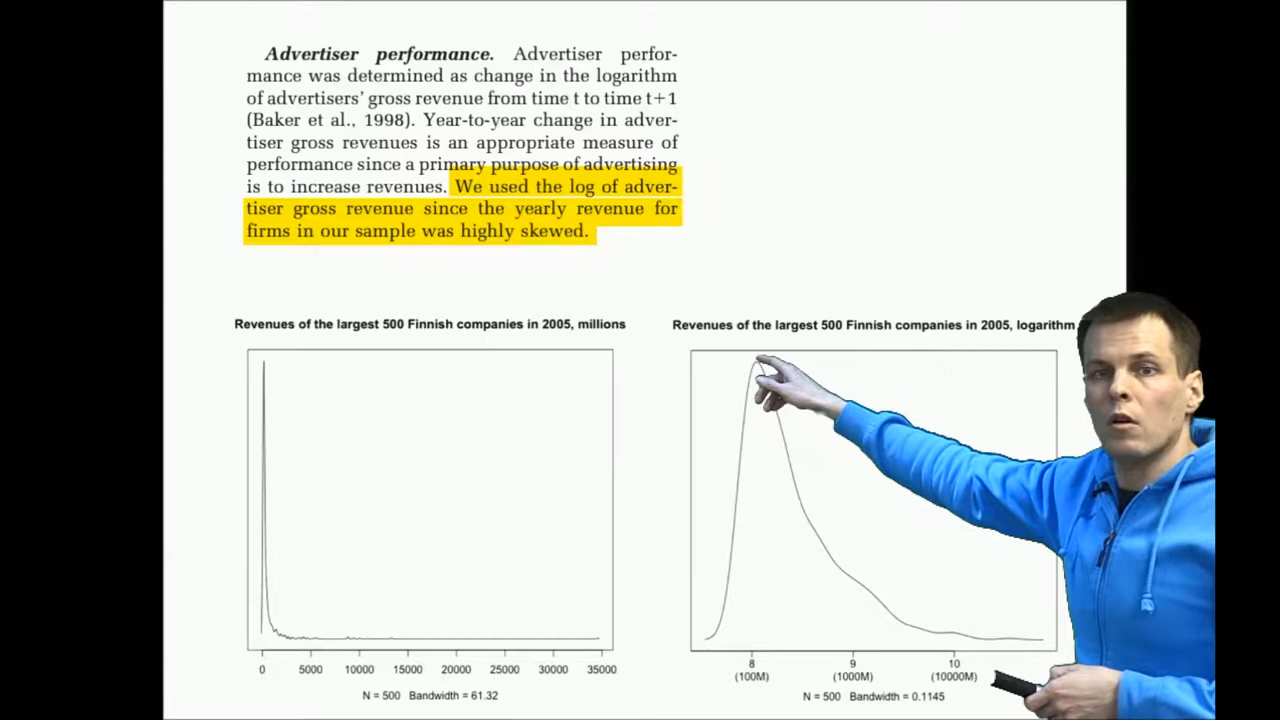 Advertiser performance. Advertiser perfor-
mance was determined as change in the logarithm
of advertisers' gross revenue from time t to time t+1
(Baker et al., 1998). Year-to-year change in adver-
tiser gross revenues is an appropriate measure of
performance since a primary purpose of advertising
is to increase revenues. We used the log of adver-
tiser gross revenue since the yearly revenue for
firms in our sample was highly skewed.
Revenues of the largest 500 Finnish companies in 2005, millions
0 5000 10000 15000 20000 25000 30000 35000
N = 500 Bandwidth = 61.32
Revenues of the largest 500 Finnish companies in 2005, logarithm
8 9 10
(100M) (1000M) (10000M)
N = 500 Bandwidth = 0.1145